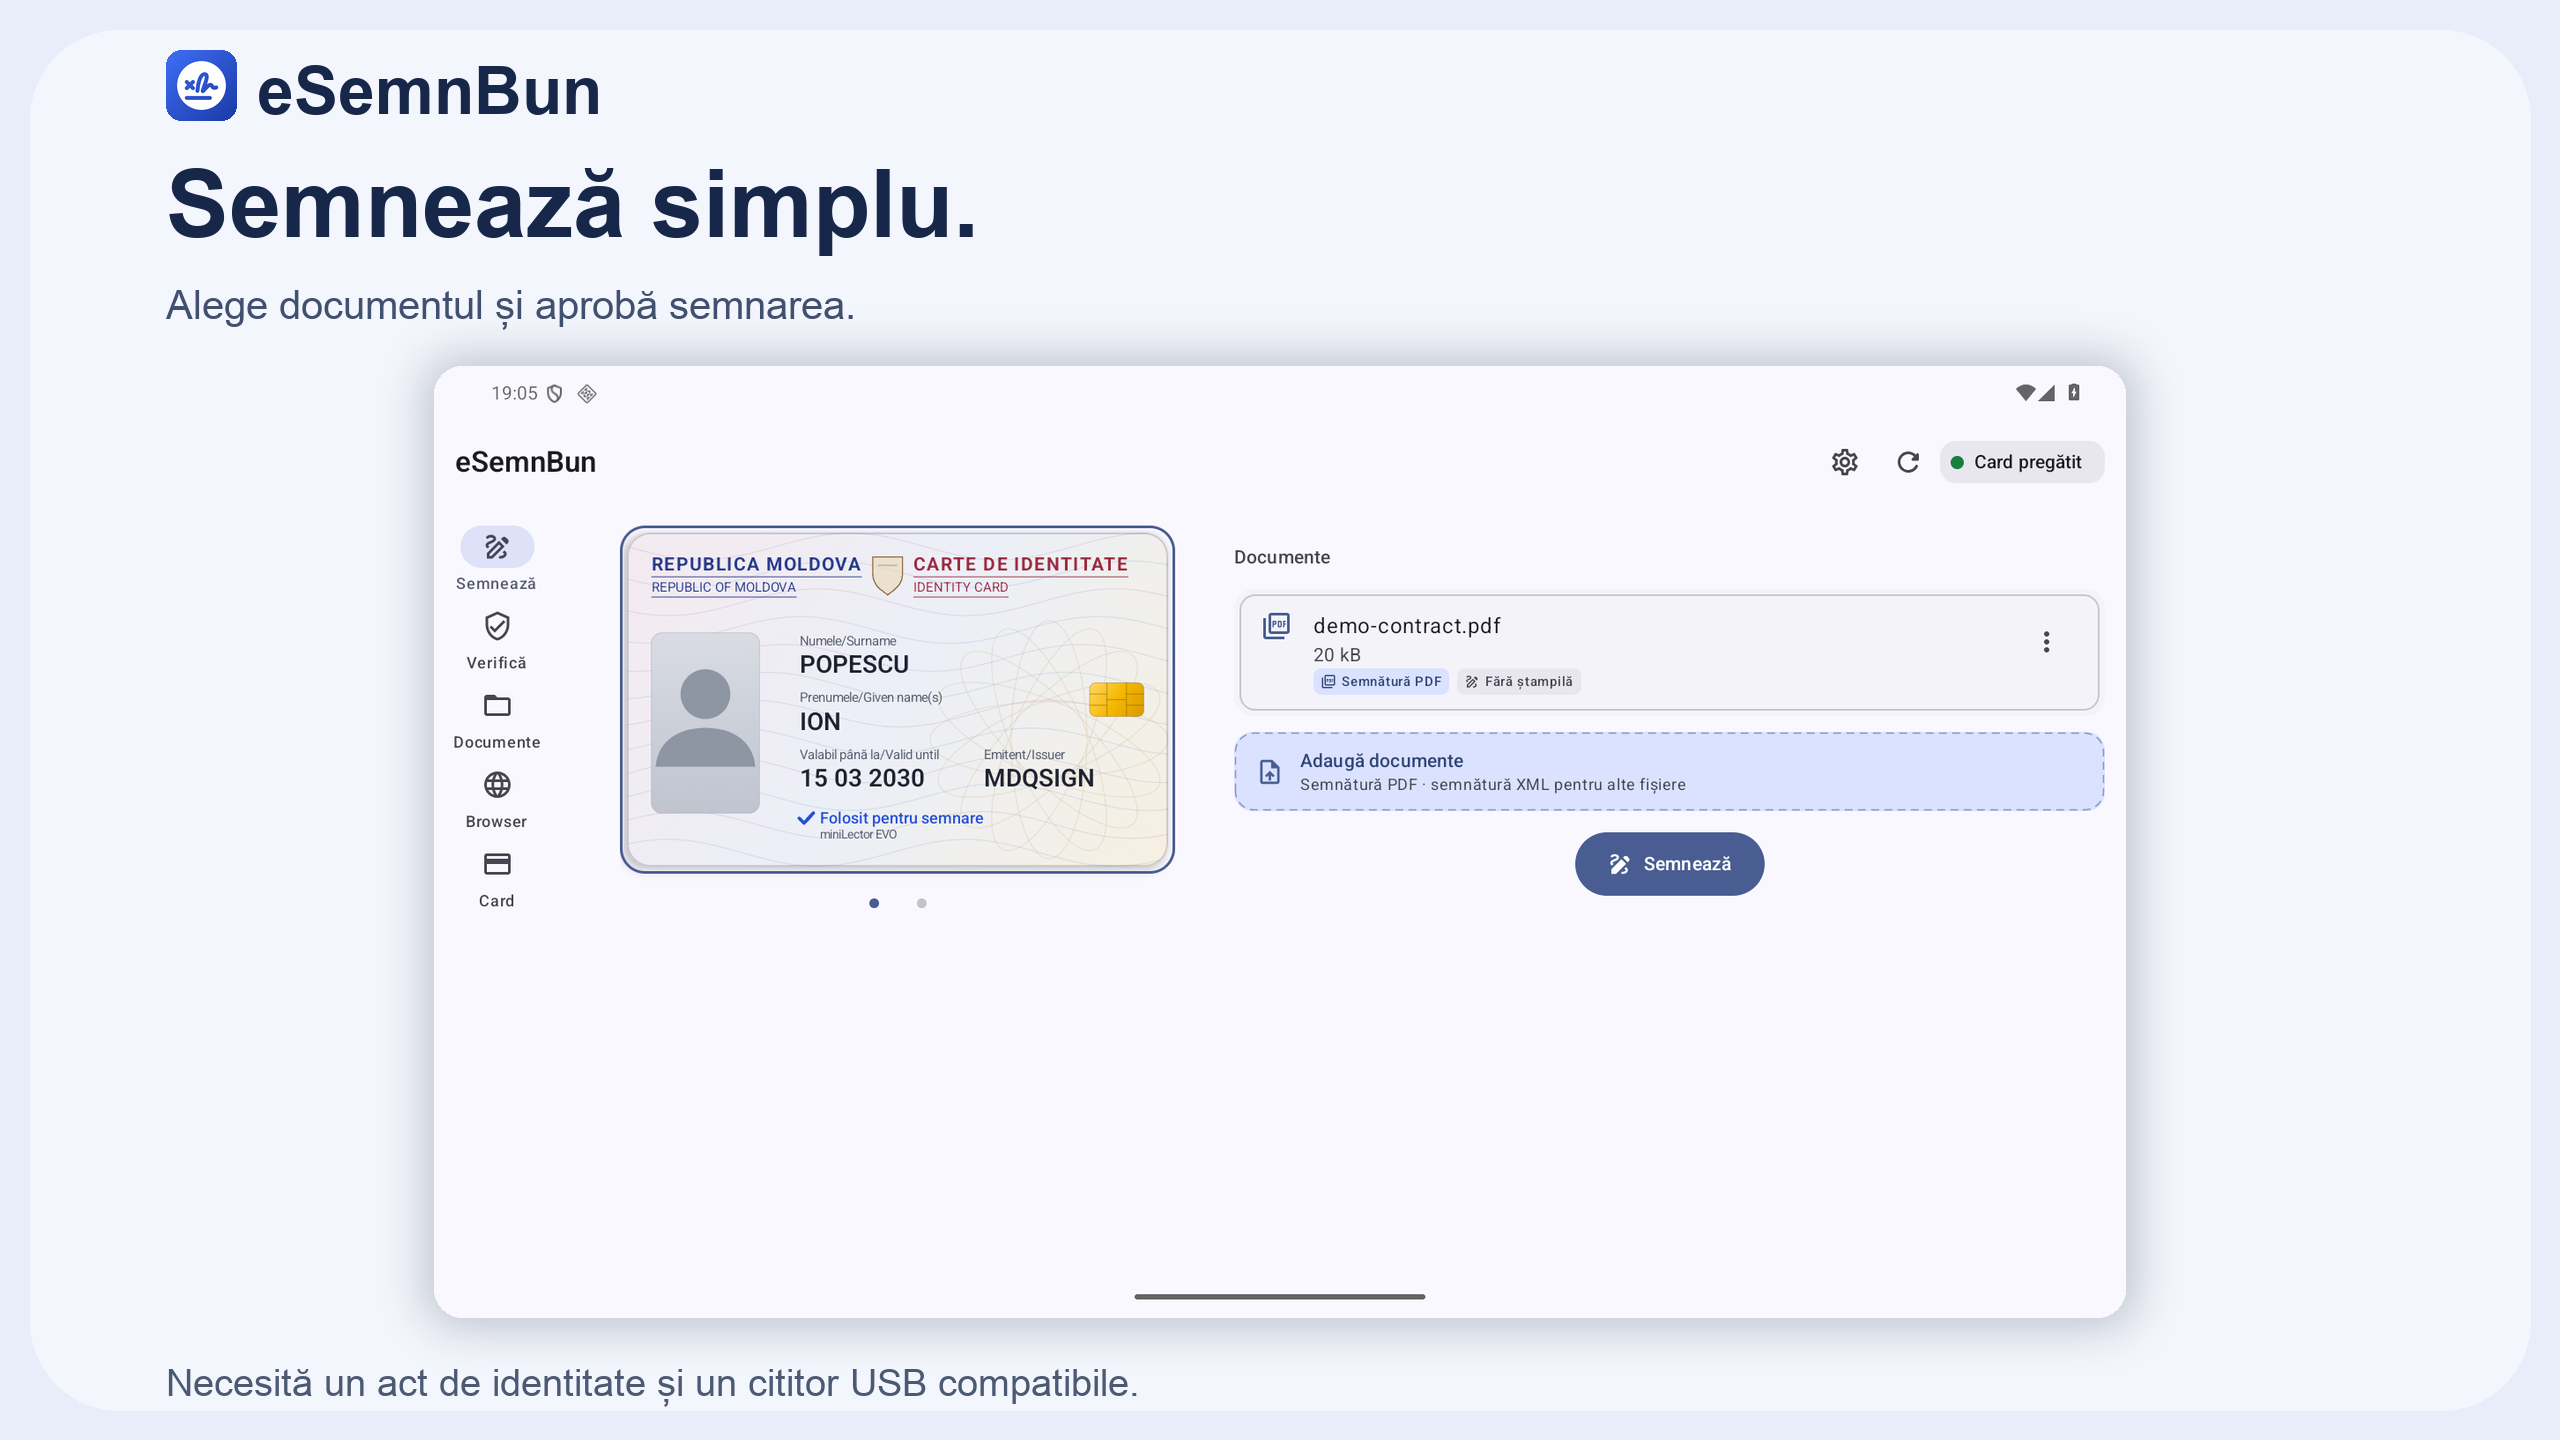 eSemnBun
Semnează simplu.
Alege documentul și aprobă semnarea.
19:05
eSemnBun
Card pregătit
Semnează
Verifică
Documente
Browser
Card
REPUBLICA MOLDOVA
REPUBLIC OF MOLDOVA
CARTE DE IDENTITATE
IDENTITY CARD
Numele/Surname
POPESCU
Prenumele/Given name(s)
ION
Valabil până la/Valid until
15 03 2030
Emitent/Issuer
MDQSIGN
Folosit pentru semnare
miniLector EVO
Documente
PDF
demo-contract.pdf
20 kB
Semnătură PDF
Fără ștampilă
Adaugă documente
Semnătură PDF · semnătură XML pentru alte fișiere
Semnează
Necesită un act de identitate și un cititor USB compatibile.